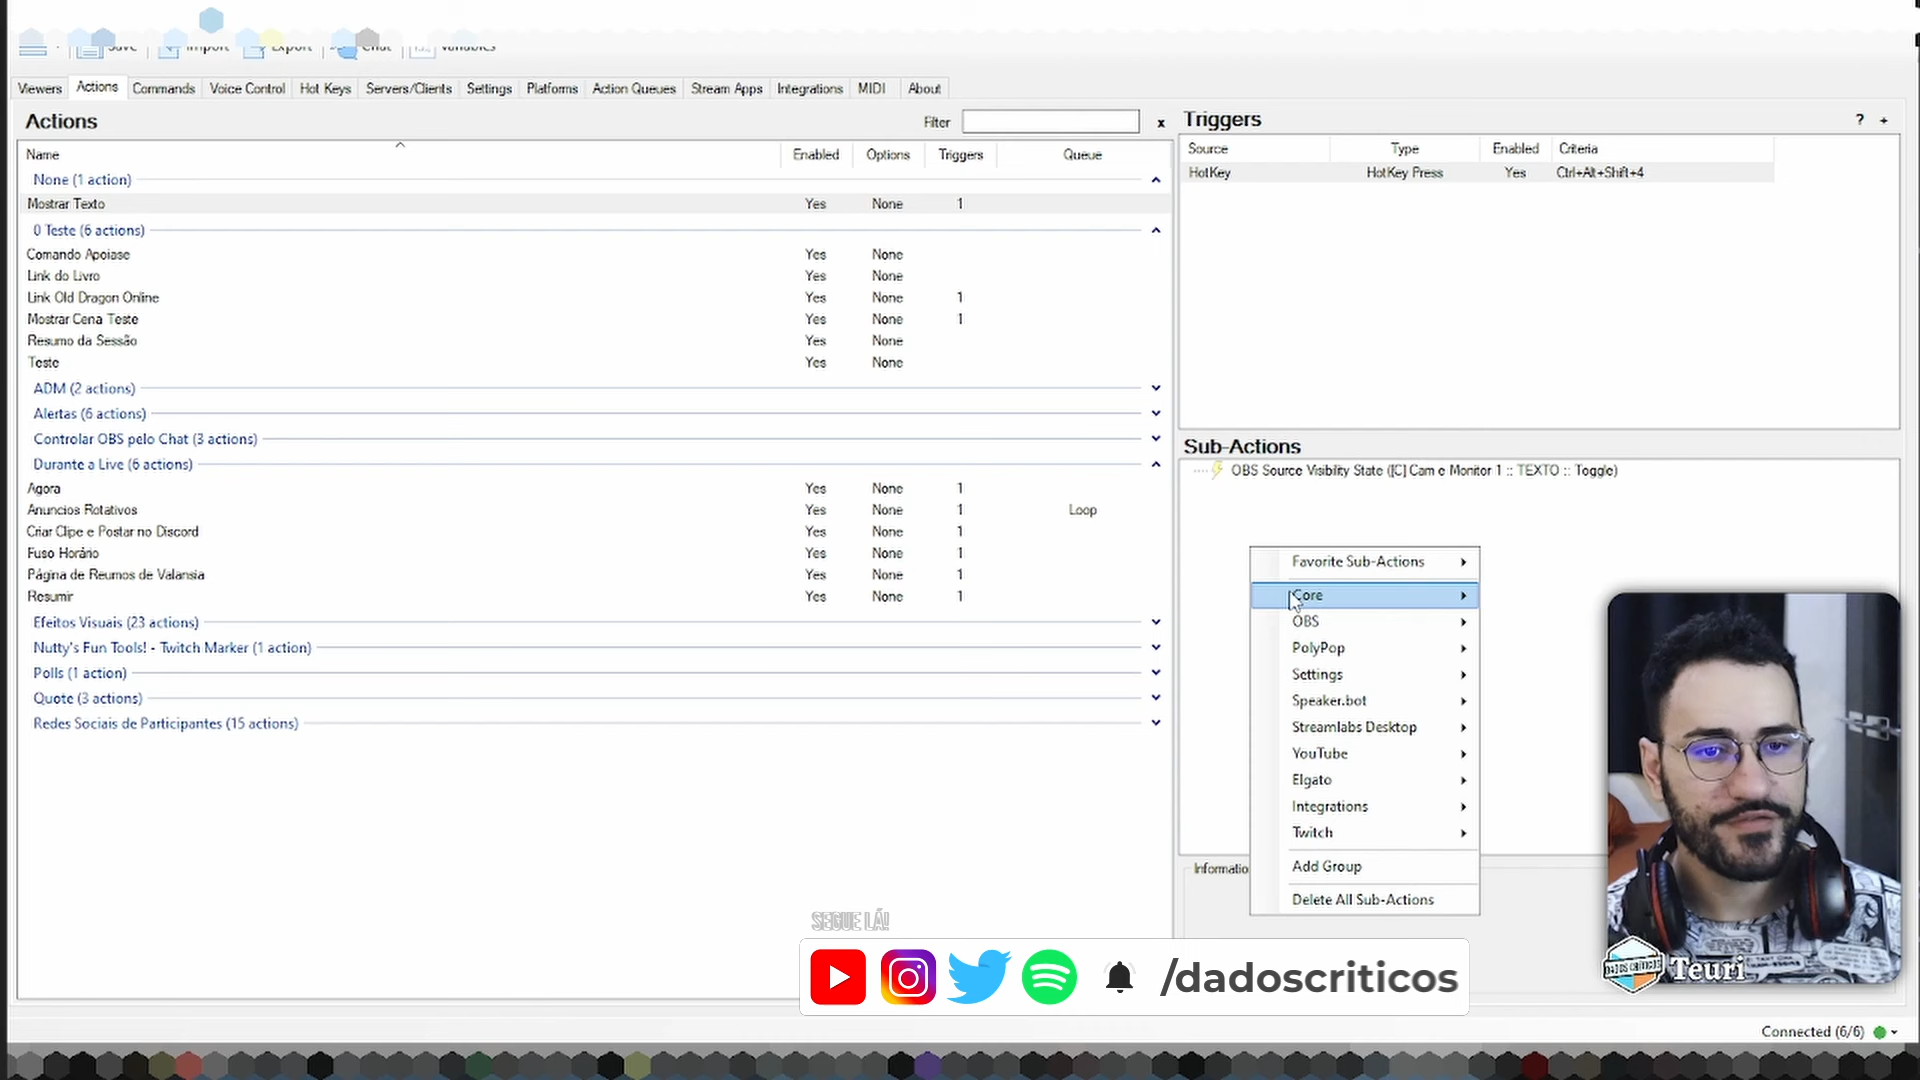 Save Import Export Chat Variables
Viewers Actions Commands Voice Control Hot Keys Servers/Clients Settings Platforms Action Queues Stream Apps Integrations MIDI About
Actions
Filter
x
Name Enabled Options Triggers Queue
None (1 action)
Mostrar Texto Yes None 1
0 Teste (6 actions)
Comando Apoiase Yes None
Link do Livro Yes None
Link Old Dragon Online Yes None 1
Mostrar Cena Teste Yes None 1
Resumo da Sessão Yes None
Teste Yes None
ADM (2 actions)
Alertas (6 actions)
Controlar OBS pelo Chat (3 actions)
Durante a Live (6 actions)
Agora Yes None 1
Anuncios Rotativos Yes None 1 Loop
Criar Clipe e Postar no Discord Yes None 1
Fuso Horário Yes None 1
Página de Reumos de Valansia Yes None 1
Resumir Yes None 1
Efeitos Visuais (23 actions)
Nutty's Fun Tools! - Twitch Marker (1 action)
Polls (1 action)
Quote (3 actions)
Redes Sociais de Participantes (15 actions)
Triggers
? +
Source Type Enabled Criteria
HotKey HotKey Press Yes Ctrl+Alt+Shift+4
Sub-Actions
OBS Source Visibility State ([C] Cam e Monitor 1 :: TEXTO :: Toggle)
Favorite Sub-Actions
Core
OBS
PolyPop
Settings
Speaker.bot
Streamlabs Desktop
YouTube
Elgato
Integrations
Twitch
Add Group
Delete All Sub-Actions
Informatio
SEGUE LÁ!
/dadoscriticos
DADOS CRÍTICOS
Teuri
Connected (6/6)